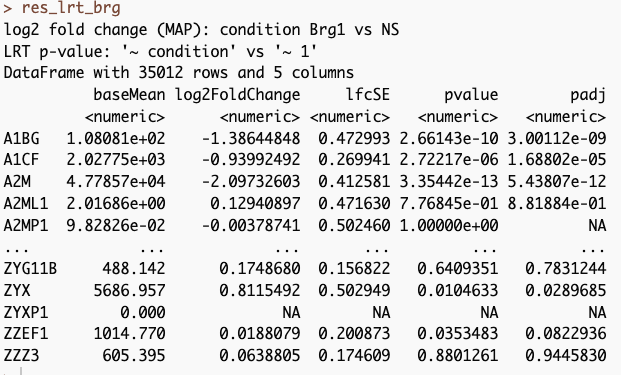 > res_lrt_brg
log2 fold change (MAP): condition Brg1 vs NS
LRT p-value: '~ condition' vs '~ 1'
DataFrame with 35012 rows and 5 columns
baseMean log2FoldChange lfcSE pvalue padj
<numeric> <numeric> <numeric> <numeric> <numeric>
A1BG 1.08081e+02 -1.38644848 0.472993 2.66143e-10 3.00112e-09
A1CF 2.02775e+03 -0.93992492 0.269941 2.72217e-06 1.68802e-05
A2M 4.77857e+04 -2.09732603 0.412581 3.35442e-13 5.43807e-12
A2ML1 2.01686e+00 0.12940897 0.471630 7.76845e-01 8.81884e-01
A2MP1 9.82826e-02 -0.00378741 0.502460 1.00000e+00 NA
... ... ... ... ... ...
ZYG11B 488.142 0.1748680 0.156822 0.6409351 0.7831244
ZYX 5686.957 0.8115492 0.502949 0.0104633 0.0289685
ZYXP1 0.000 NA NA NA NA
ZZEF1 1014.770 0.0188079 0.200873 0.0353483 0.0822936
ZZZ3 605.395 0.0638805 0.174609 0.8801261 0.9445830